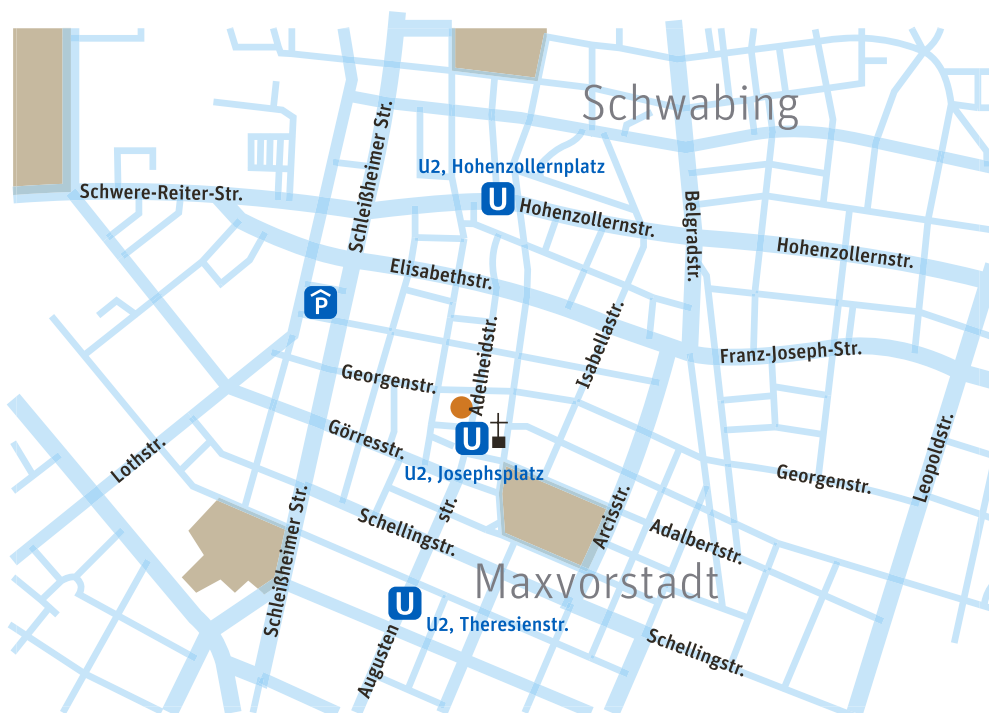 Schwabing
Schleißheimer Str.
U2, Hohenzollernplatz
U
Schwere-Reiter-Str.
Hohenzollernstr.
Belgradstr.
Hohenzollernstr.
Elisabethstr.
P
Isabellastr.
Adelheidstr.
Franz-Joseph-Str.
Georgenstr.
Görresstr.
U
U2, Josephsplatz
Lothstr.
Leopoldstr.
Georgenstr.
Schleißheimer Str.
Schellingstr.
str.
Arcisstr.
Adalbertstr.
Maxvorstadt
U
U2, Theresienstr.
Augusten
Schellingstr.